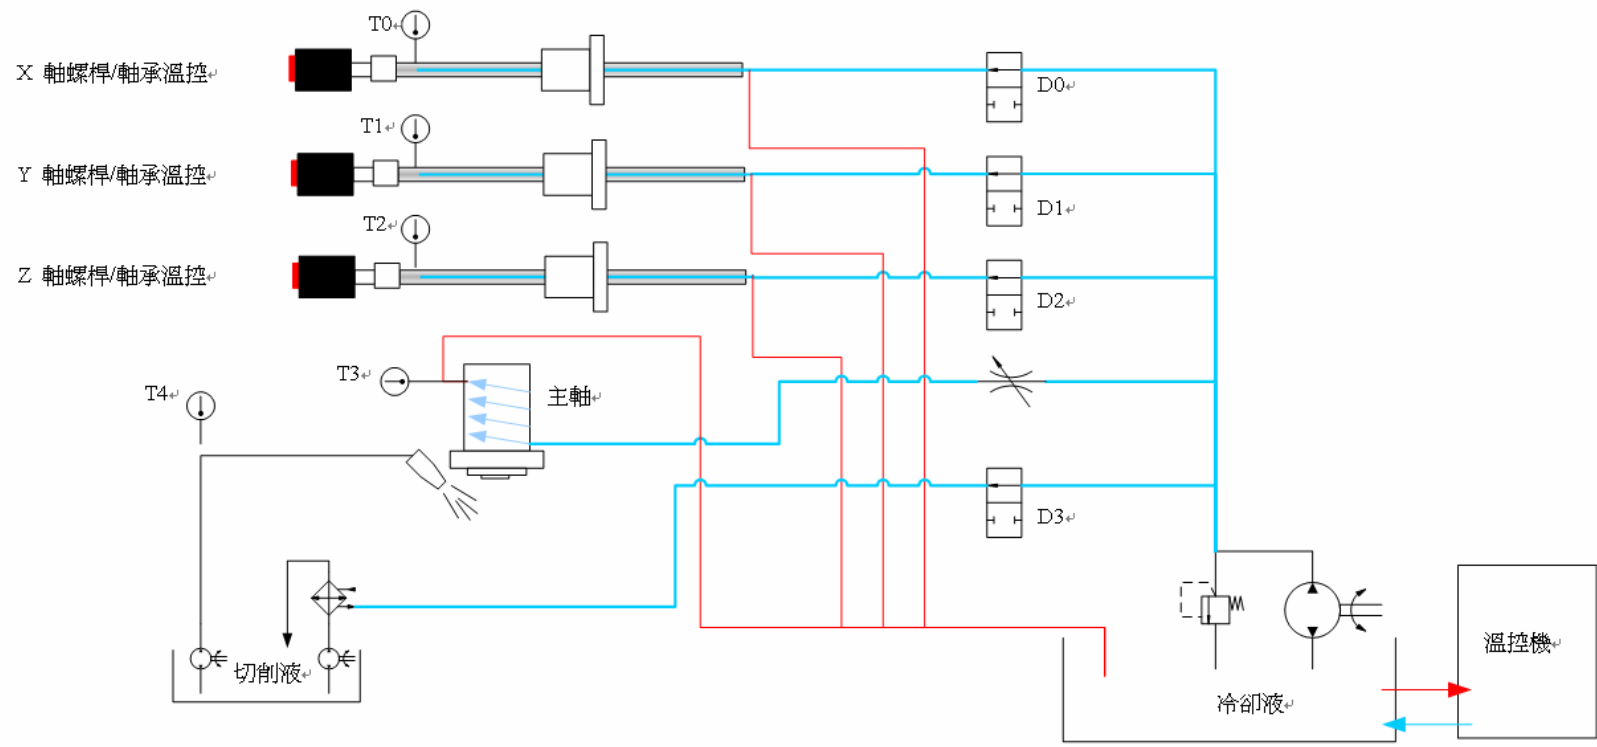 T0↵
X 軸螺桿/軸承溫控↵
D0↵
T1↵
Y 軸螺桿/軸承溫控↵
D1↵
T2↵
Z 軸螺桿/軸承溫控↵
D2↵
T3↵
T4↵
主軸↵
D3↵
切削液↵
溫控機↵
冷卻液↵